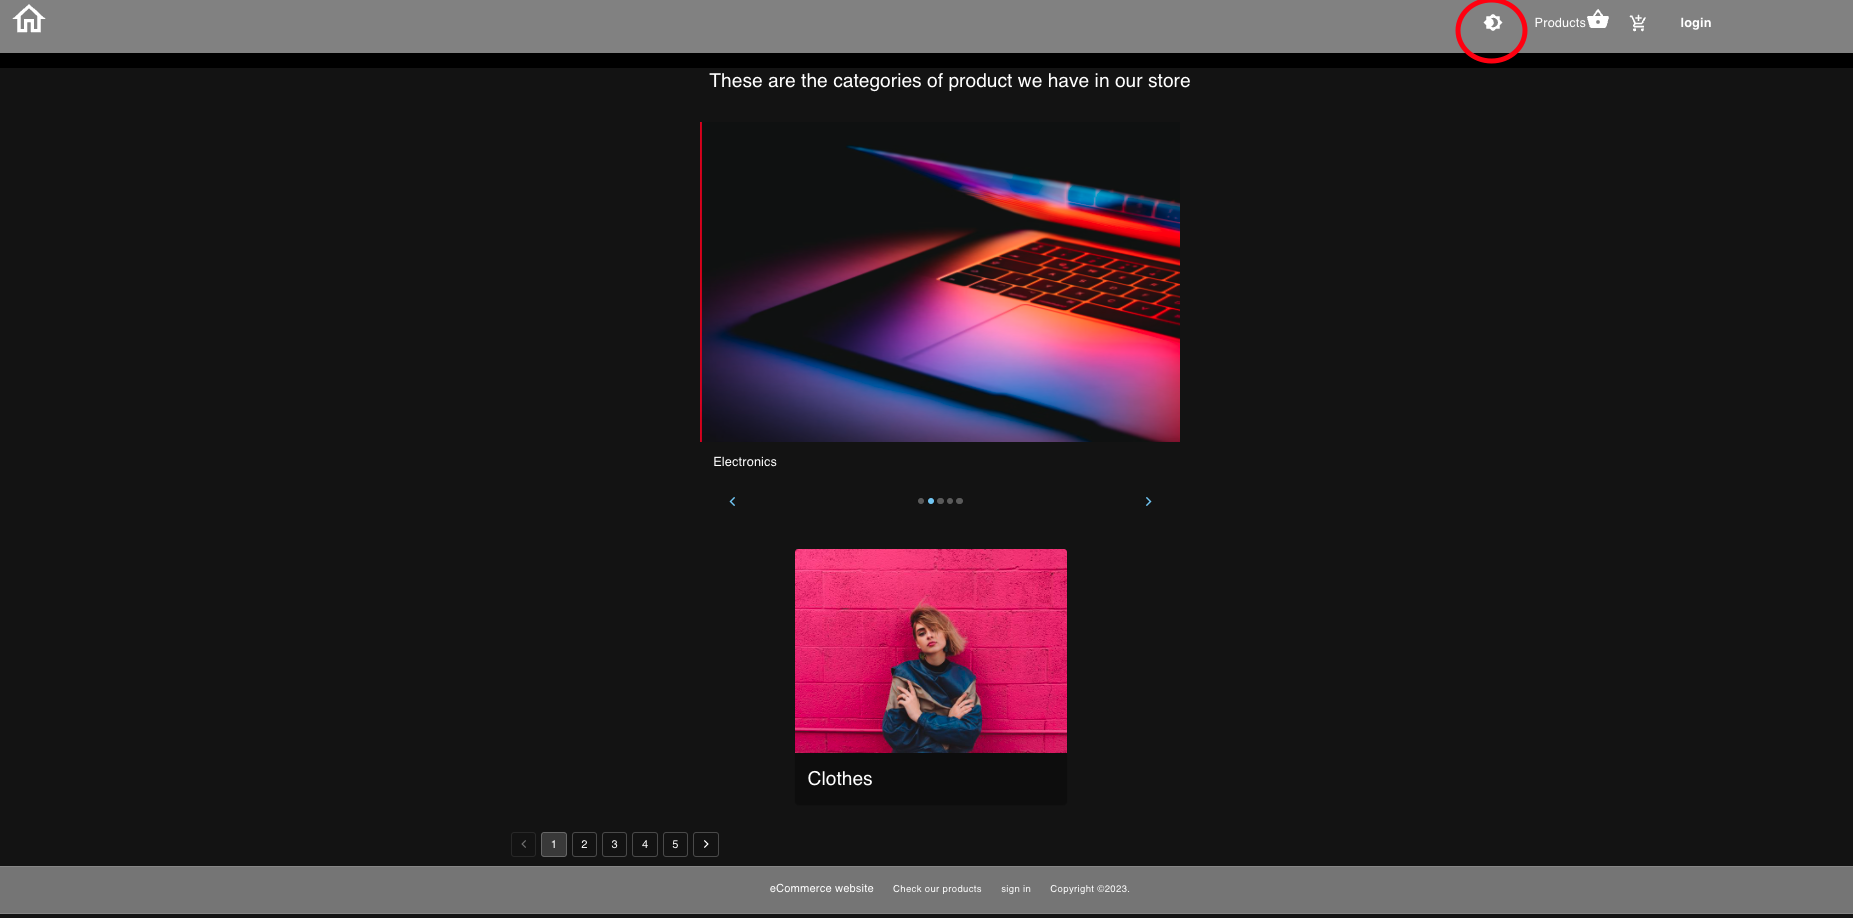 Products
login
These are the categories of product we have in our store
Electronics
Clothes
1 2 3 4 5
eCommerce website Check our products sign in Copyright ©2023.